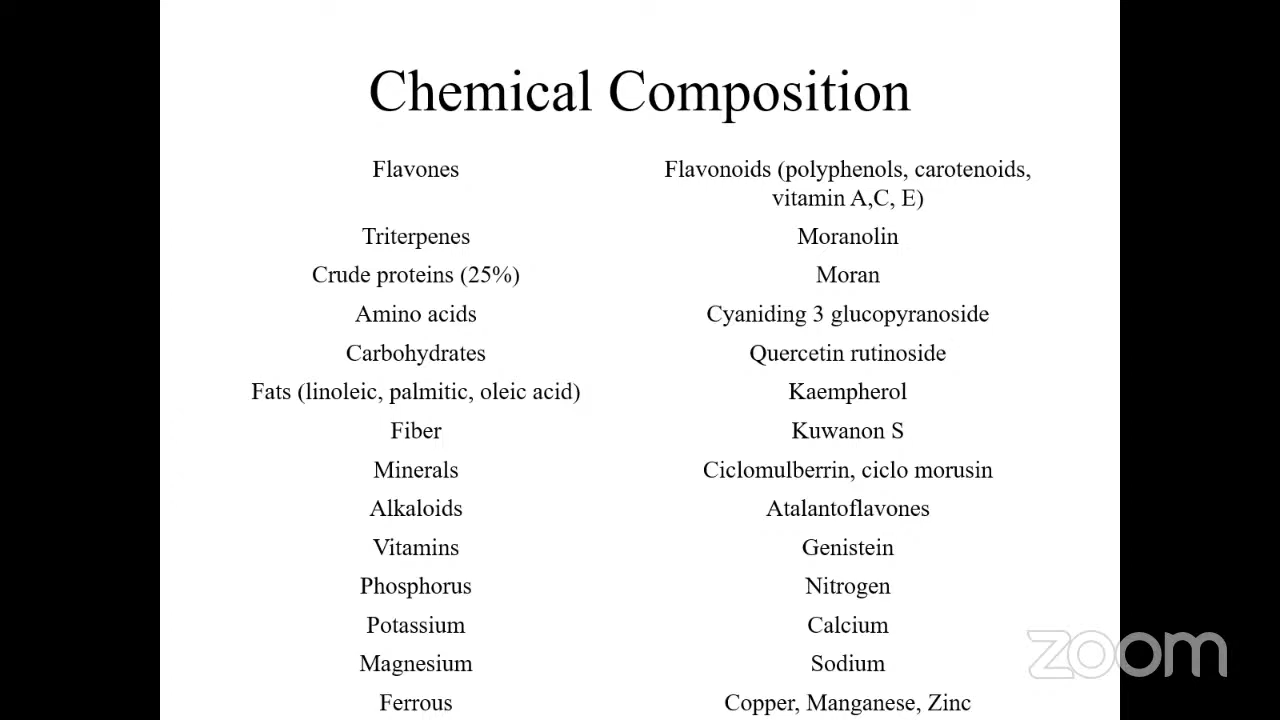 Chemical Composition
Flavones
Flavonoids (polyphenols, carotenoids,
vitamin A,C, E)
Triterpenes
Moranolin
Crude proteins (25%)
Moran
Amino acids
Cyaniding 3 glucopyranoside
Carbohydrates
Quercetin rutinoside
Fats (linoleic, palmitic, oleic acid)
Kaempherol
Fiber
Kuwanon S
Minerals
Ciclomulberrin, ciclo morusin
Alkaloids
Atalantoflavones
Vitamins
Genistein
Phosphorus
Nitrogen
Potassium
Calcium
Magnesium
Sodium
Ferrous
Copper, Manganese, Zinc
zoom